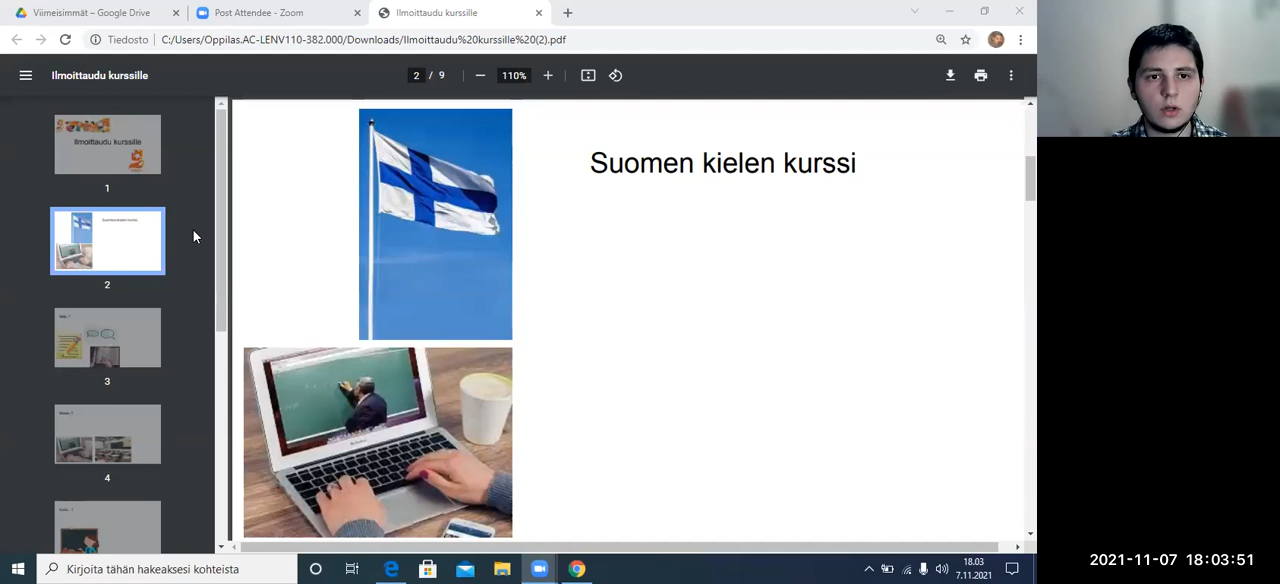 Viimeisimmät – Google Drive
Post Attendee - Zoom
Ilmoittaudu kurssille
Tiedosto
C:/Users/Oppilas.AC-LENV110-382.000/Downloads/Ilmoittaudu%20kurssille%20(2).pdf
Ilmoittaudu kurssille
2 / 9
110%
Ilmoittaudu kurssille
1
2
3
4
Suomen kielen kurssi
Kirjoita tähän hakeaksesi kohteista
18.03
7.11.2021
2021-11-07 18:03:51